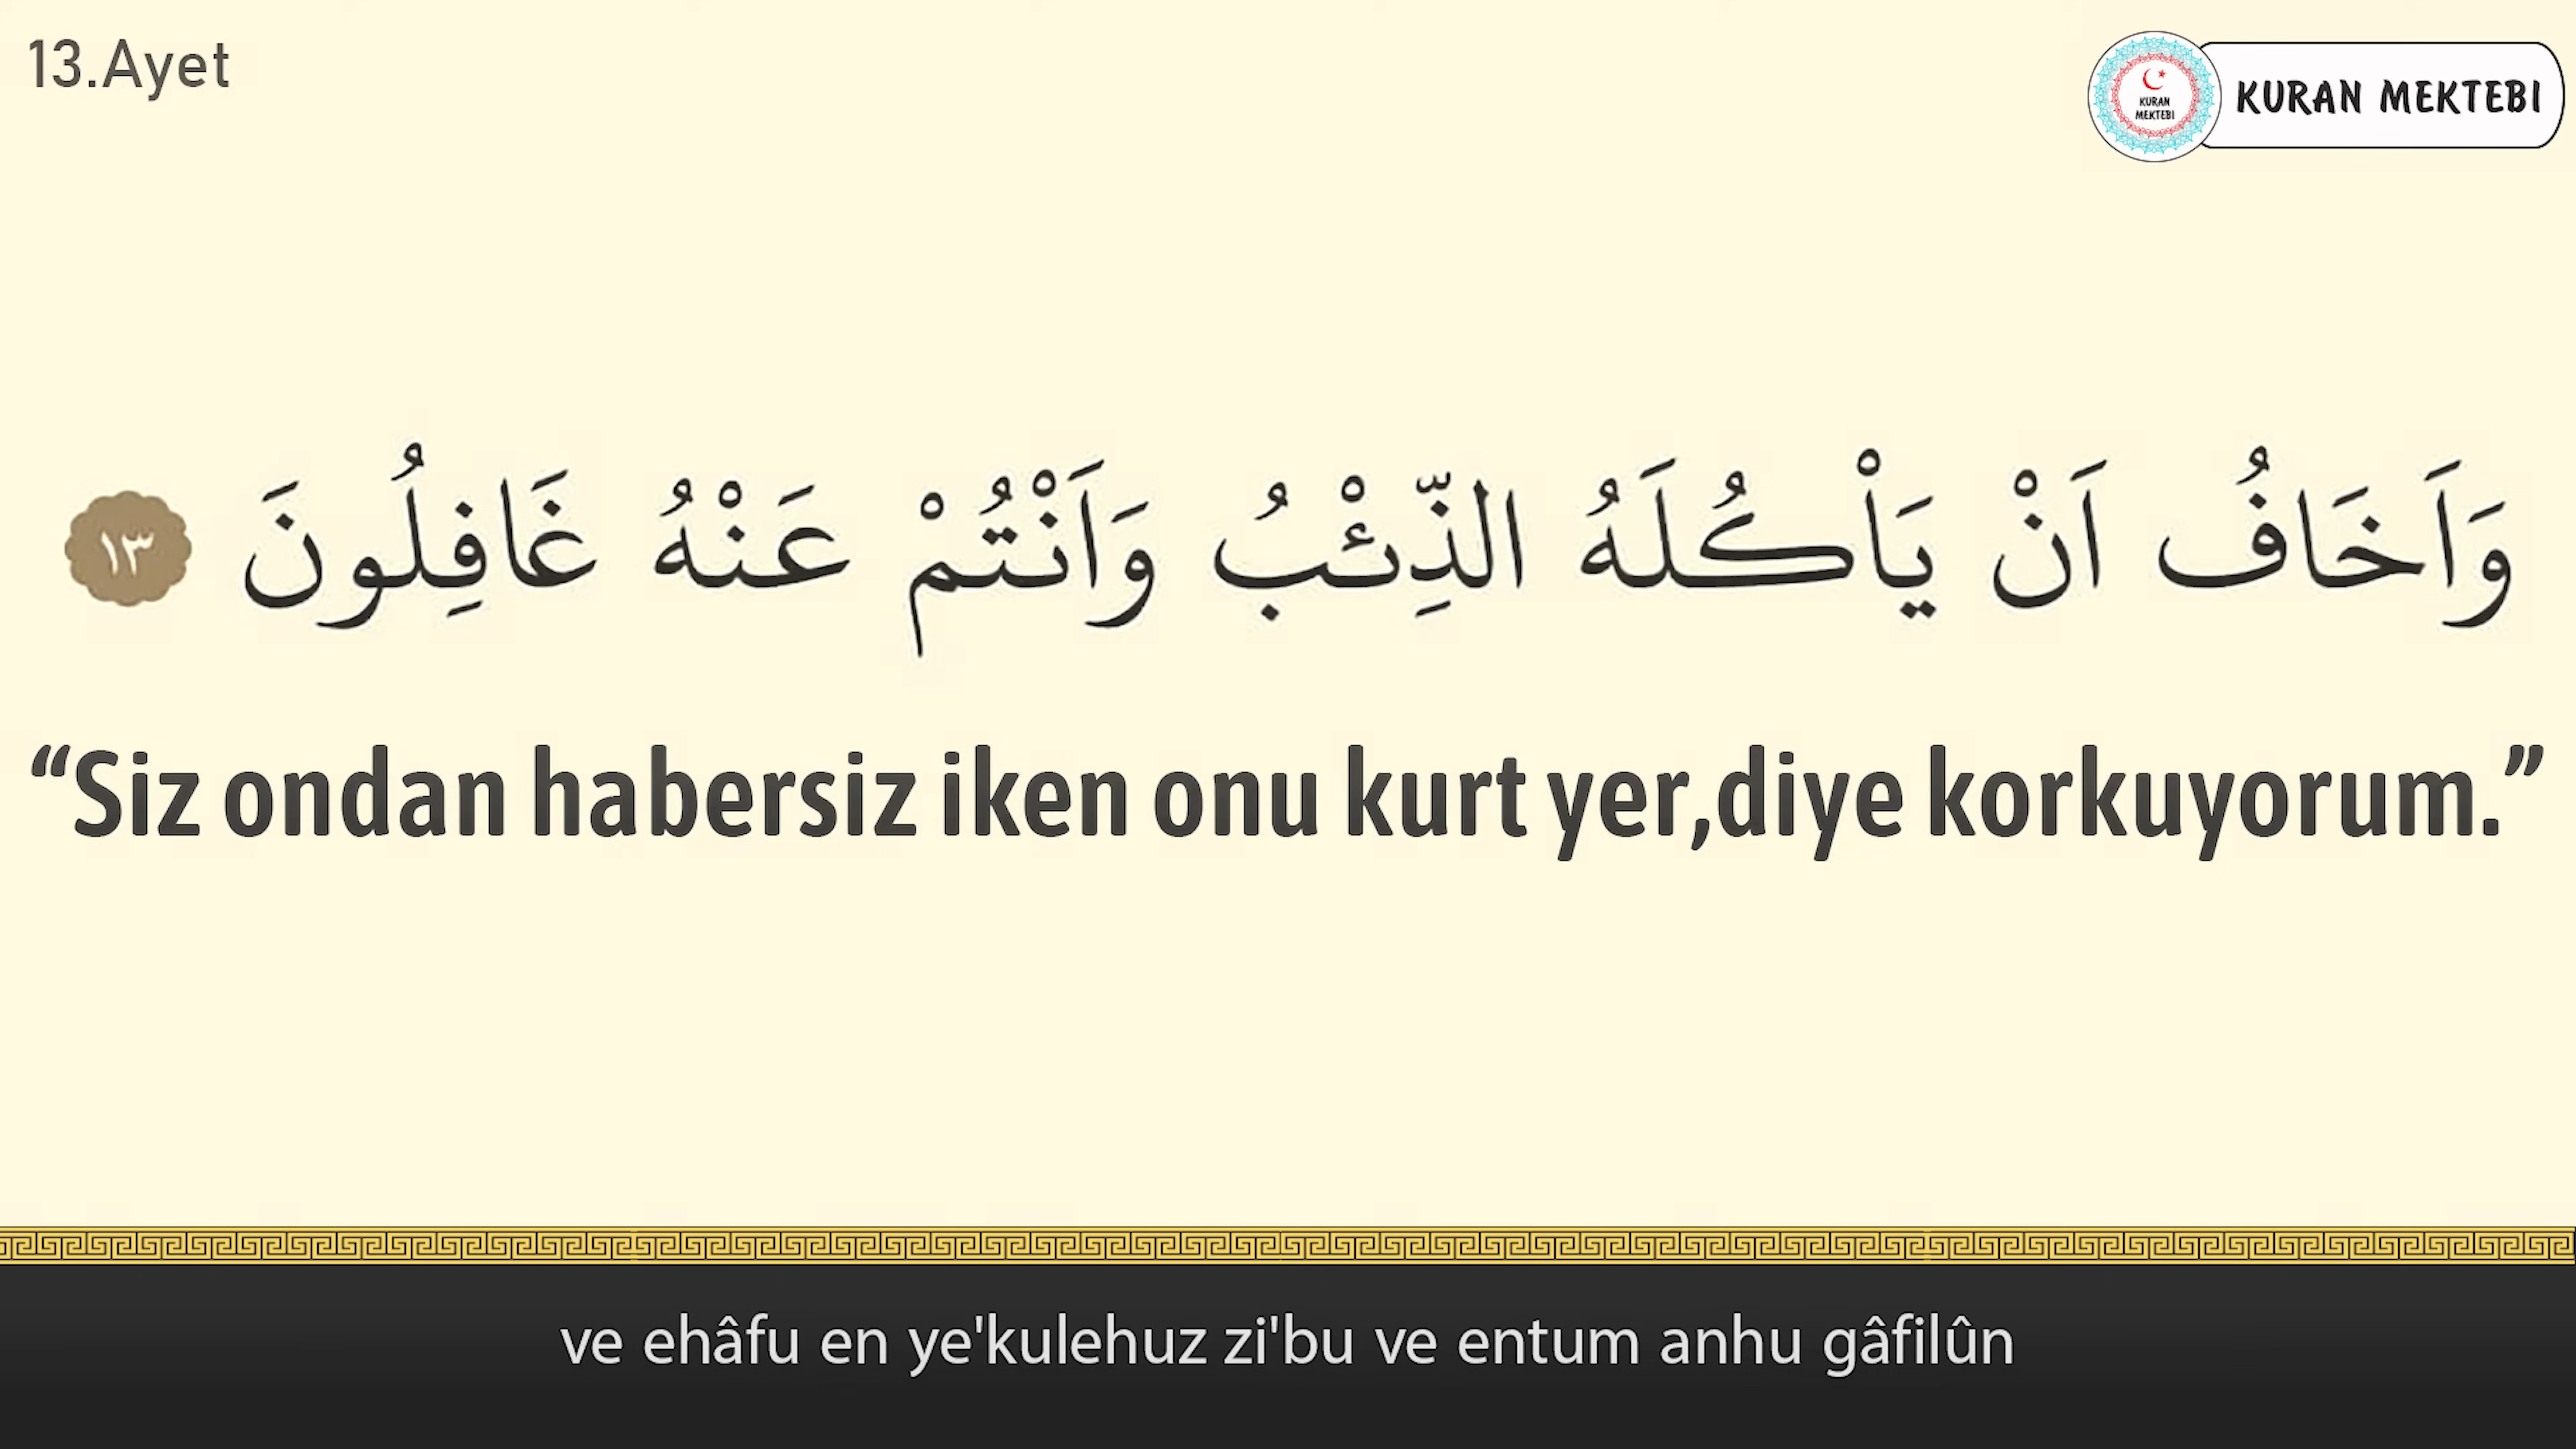 13.Ayet
KURAN
MEKTEBI
KURAN MEKTEBI
وَاَخَافُ اَنْ يَاْكُلَهُ الذِّئْبُ وَاَنْتُمْ عَنْهُ غَافِلُونَ ١٣
“Siz ondan habersiz iken onu kurt yer,diye korkuyorum.”
ve ehâfu en ye'kulehuz zi'bu ve entum anhu gâfilûn